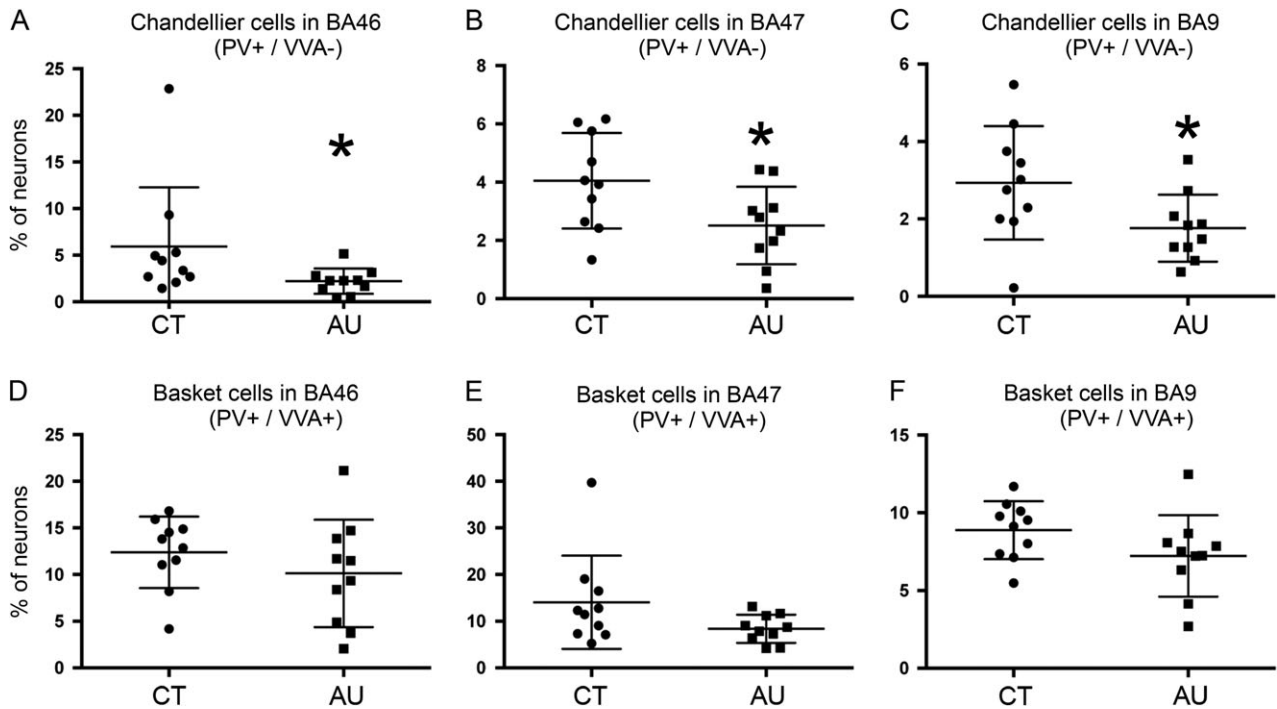 A
Chandellier cells in BA46
(PV+ / VVA-)
% of neurons
25
20
15
10
5
0
*
CT
AU
B
Chandellier cells in BA47
(PV+ / VVA-)
8
6
4
2
0
*
CT
AU
C
Chandellier cells in BA9
(PV+ / VVA-)
6
4
2
0
*
CT
AU
D
Basket cells in BA46
(PV+ / VVA+)
% of neurons
25
20
15
10
5
0
CT
AU
E
Basket cells in BA47
(PV+ / VVA+)
50
40
30
20
10
0
CT
AU
F
Basket cells in BA9
(PV+ / VVA+)
15
10
5
0
CT
AU